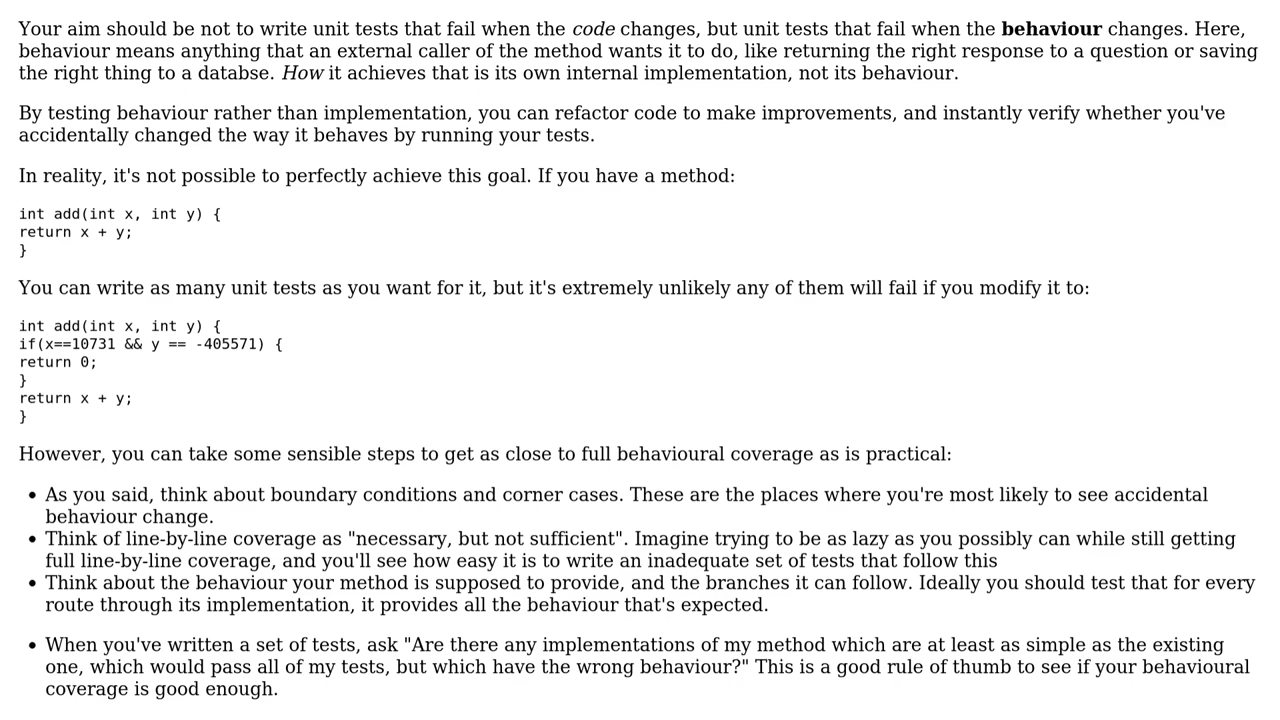 Your aim should be not to write unit tests that fail when the code changes, but unit tests that fail when the behaviour changes. Here,
behaviour means anything that an external caller of the method wants it to do, like returning the right response to a question or saving
the right thing to a databse. How it achieves that is its own internal implementation, not its behaviour.
By testing behaviour rather than implementation, you can refactor code to make improvements, and instantly verify whether you've
accidentally changed the way it behaves by running your tests.
In reality, it's not possible to perfectly achieve this goal. If you have a method:
int add(int x, int y) {
return x + y;
}
You can write as many unit tests as you want for it, but it's extremely unlikely any of them will fail if you modify it to:
int add(int x, int y) {
if(x==10731 && y == -405571) {
return 0;
}
return x + y;
}
However, you can take some sensible steps to get as close to full behavioural coverage as is practical:
• As you said, think about boundary conditions and corner cases. These are the places where you're most likely to see accidental
behaviour change.
• Think of line-by-line coverage as "necessary, but not sufficient". Imagine trying to be as lazy as you possibly can while still getting
full line-by-line coverage, and you'll see how easy it is to write an inadequate set of tests that follow this
• Think about the behaviour your method is supposed to provide, and the branches it can follow. Ideally you should test that for every
route through its implementation, it provides all the behaviour that's expected.
• When you've written a set of tests, ask "Are there any implementations of my method which are at least as simple as the existing
one, which would pass all of my tests, but which have the wrong behaviour?" This is a good rule of thumb to see if your behavioural
coverage is good enough.